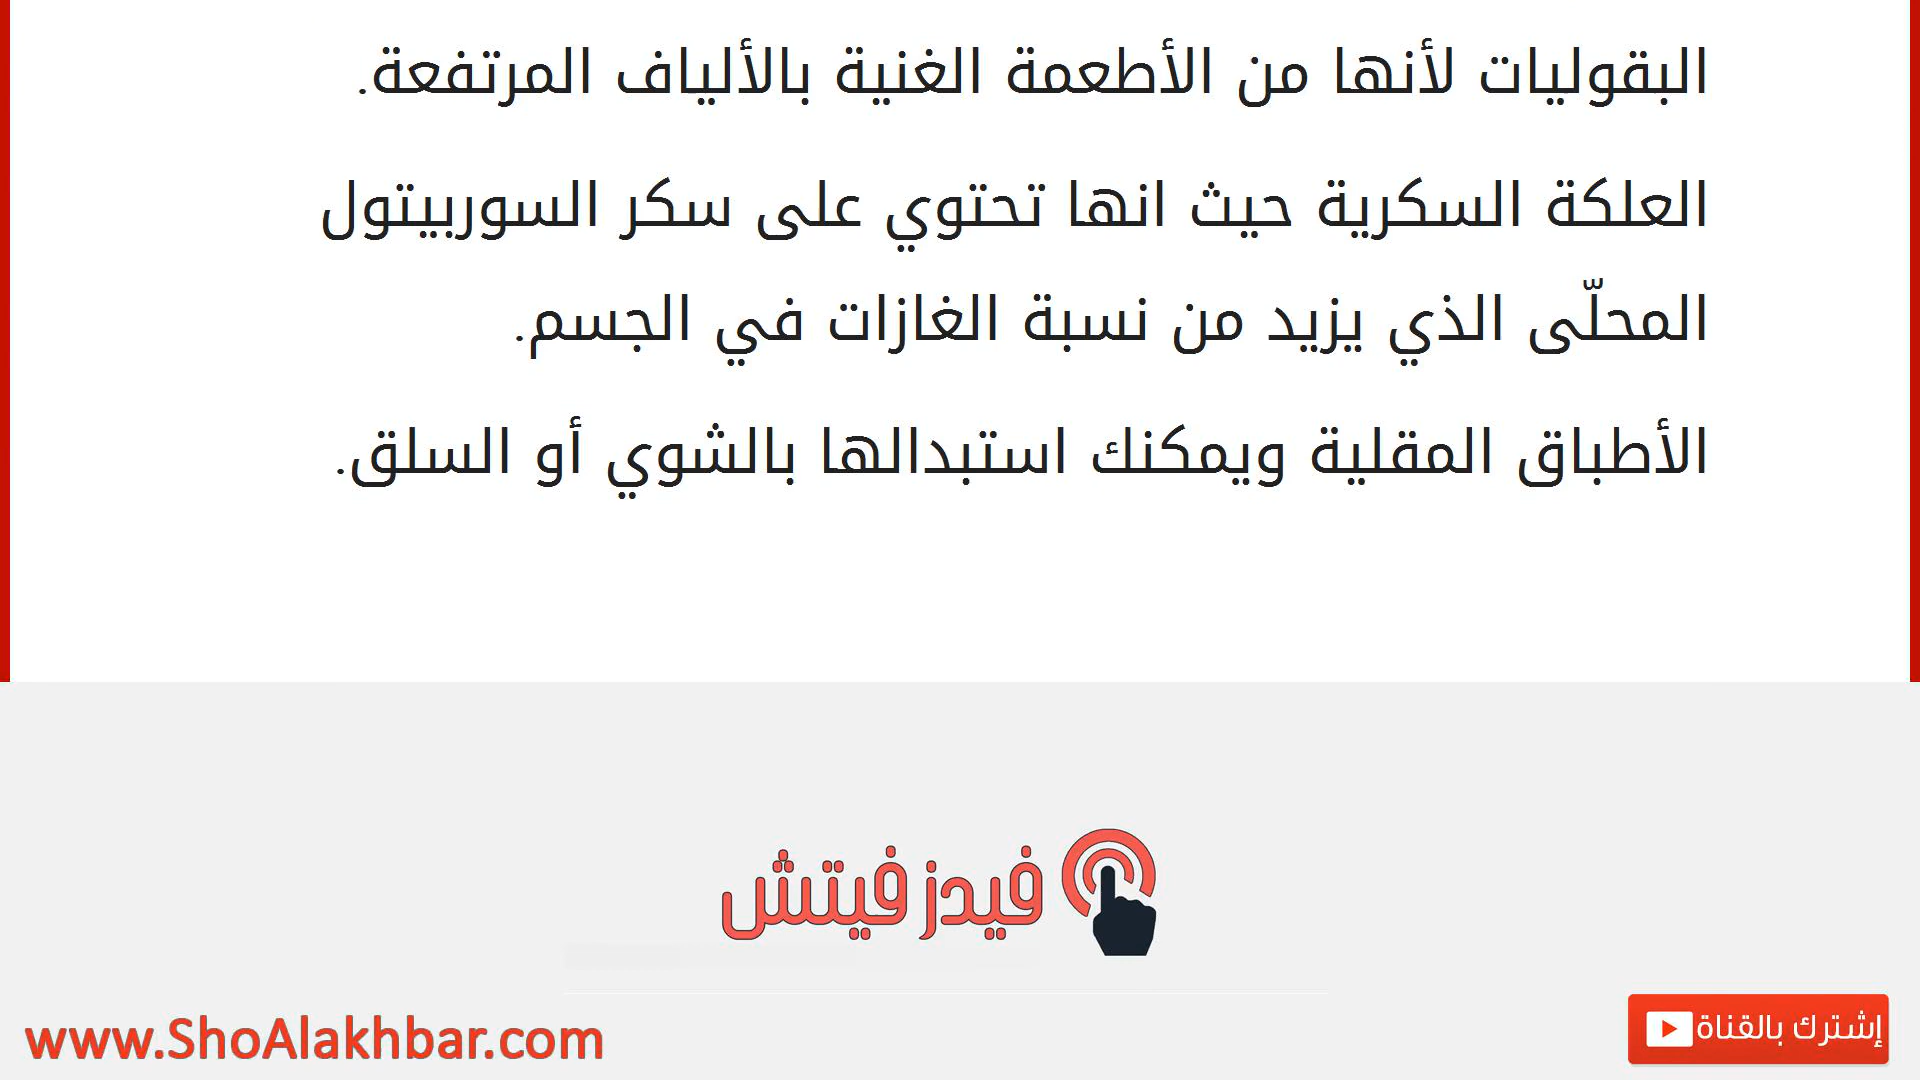 البقوليات لأنها من الأطعمة الغنية بالألياف المرتفعة.
العلكة السكرية حيث انها تحتوي على سكر السوربيتول
المحلّى الذي يزيد من نسبة الغازات في الجسم.
الأطباق المقلية ويمكنك استبدالها بالشوي أو السلق.
فيدز فيتش
www.ShoAlakhbar.com
إشترك بالقناة